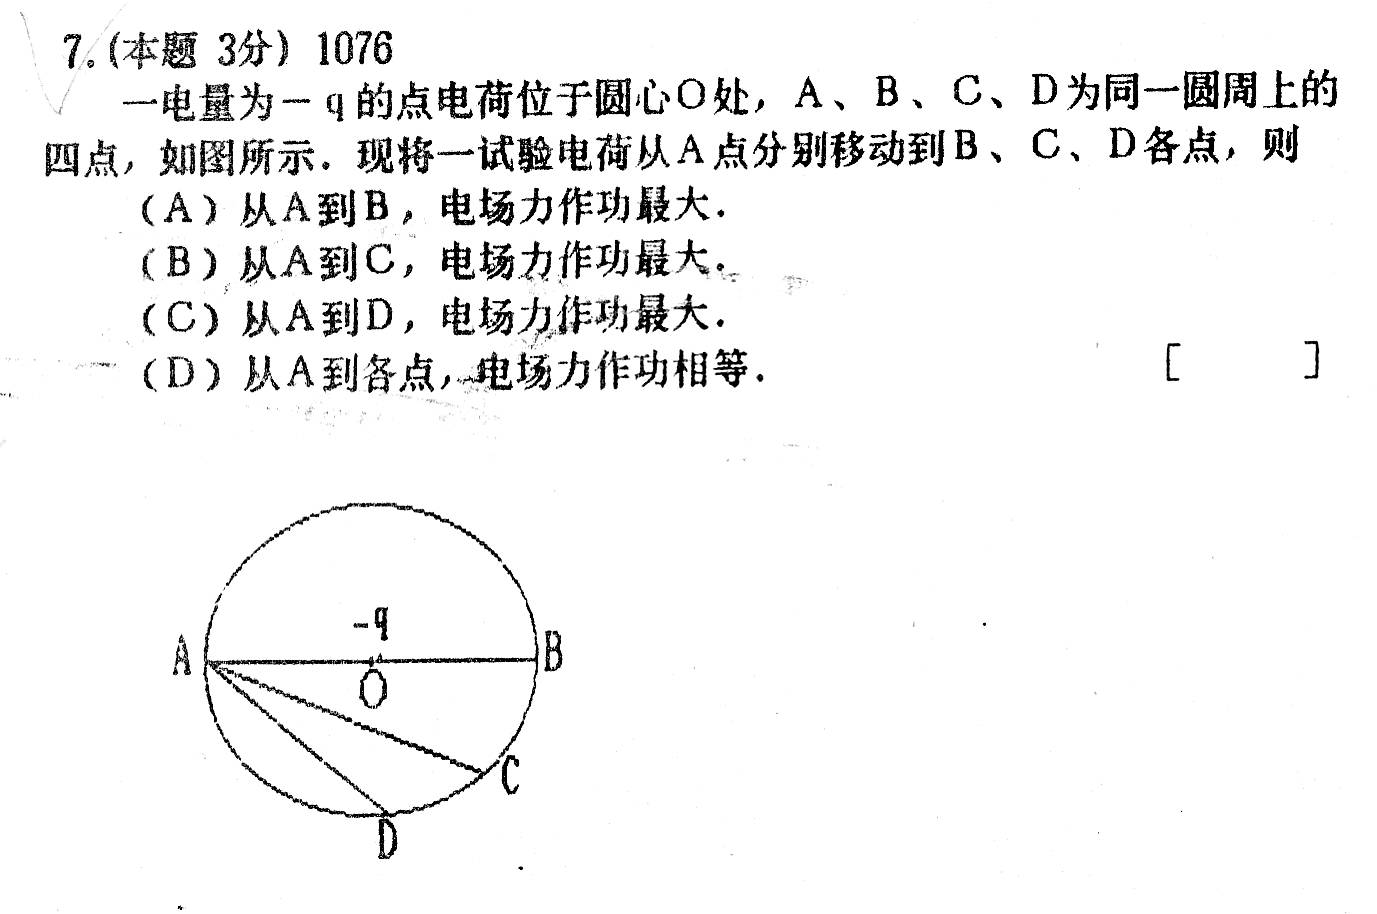 7.(本题 3分) 1076
一电量为－q的点电荷位于圆心O处，A、B、C、D为同一圆周上的
四点，如图所示．现将一试验电荷从A点分别移动到B、C、D各点，则
（A）从A到B，电场力作功最大．
（B）从A到C，电场力作功最大．
（C）从A到D，电场力作功最大．
（D）从A到各点，电场力作功相等．
[ ]
-q
A
B
O
C
D